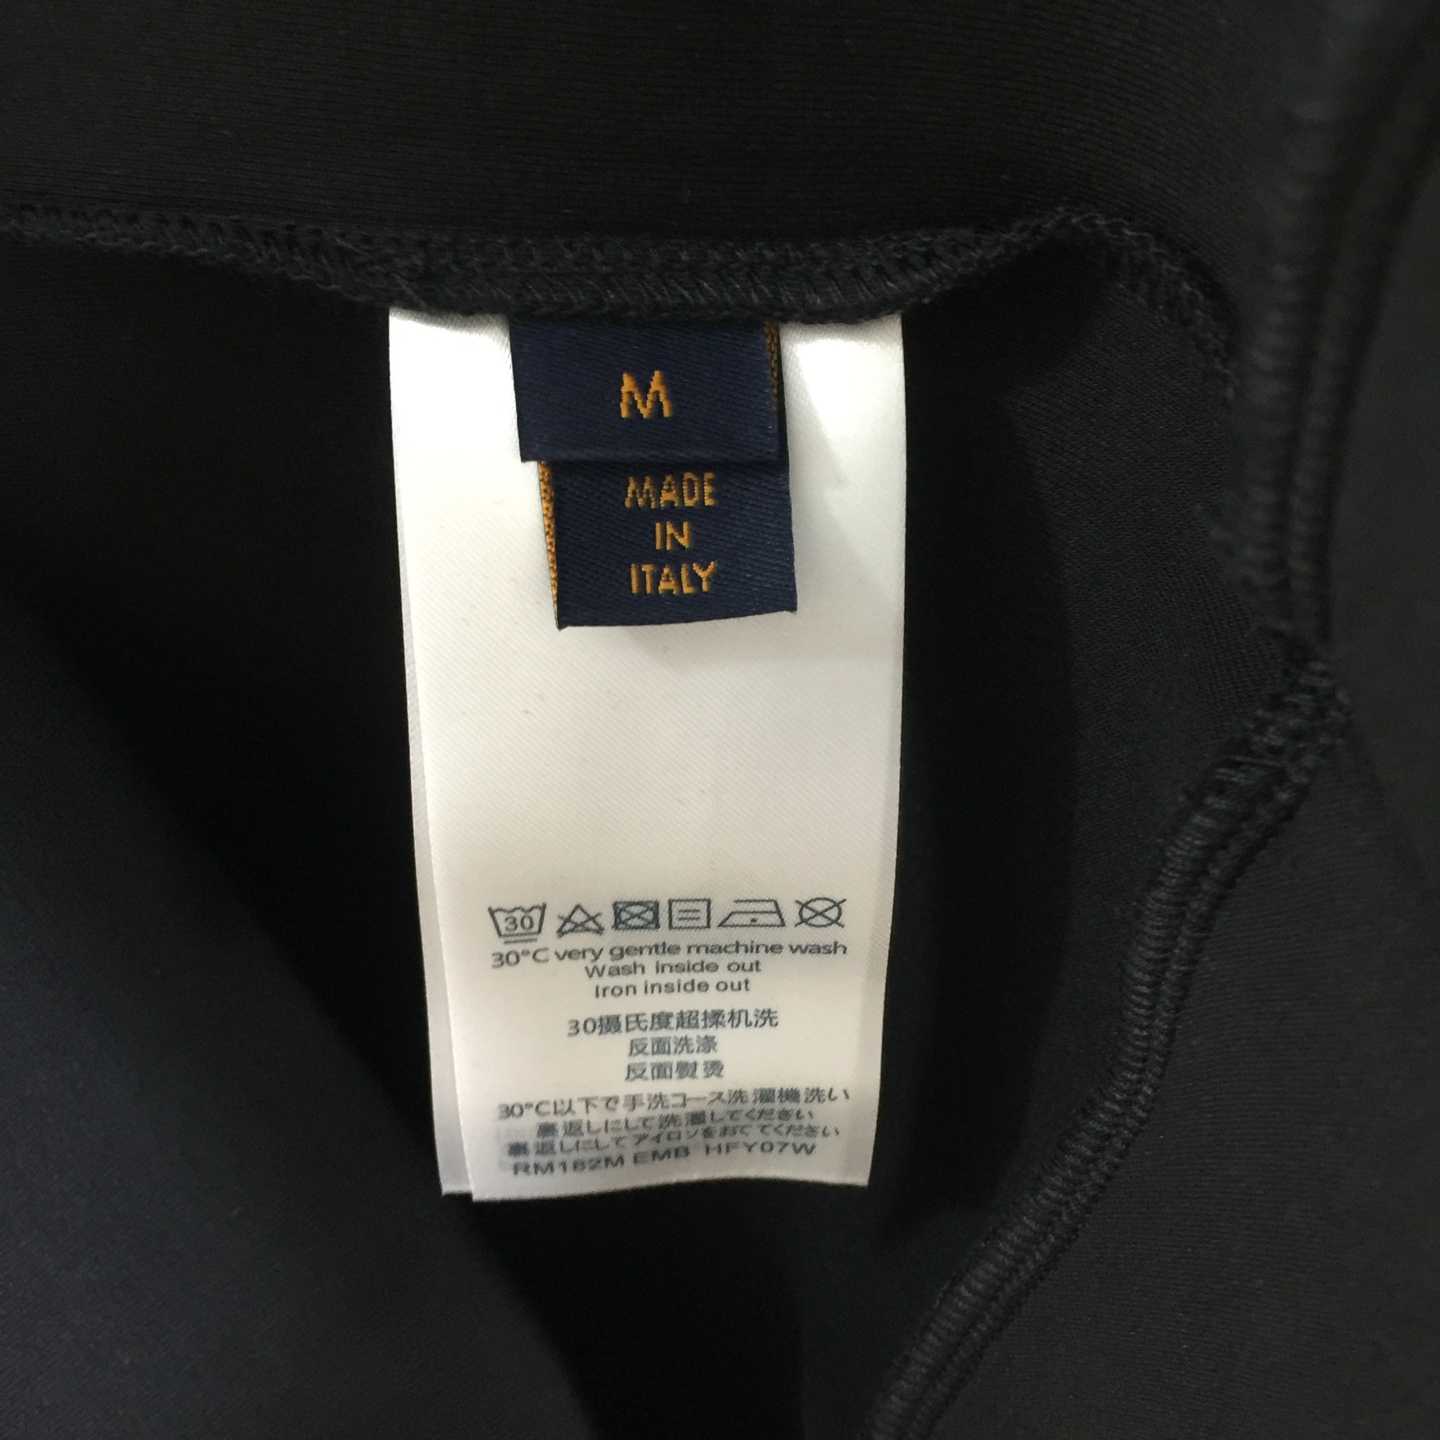 M
MADE
IN
ITALY
30
30°C very gentle machine wash
Wash inside out
Iron inside out
30摄氏度超揉机洗
反面洗涤
反面熨烫
30°C以下で手洗コース洗濯機洗い
裏返しにして洗濯してください
裏返しにしてアイロンをおててください
RM182M EMB HFY07W